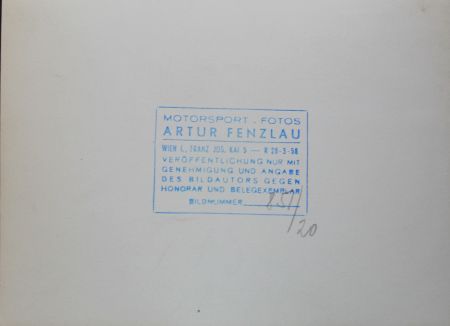 MOTORSPORT - FOTOS
ARTUR FENZLAU
WIEN I., FRANZ JOS. KAI 5 — R 28-3-58
VERÖFFENTLICHUNG NUR MIT
GENEHMIGUNG UND ANGABE
DES BILDAUTORS GEGEN
HONORAR UND BELEGEXEMPLAR
BILDNUMMER
/20